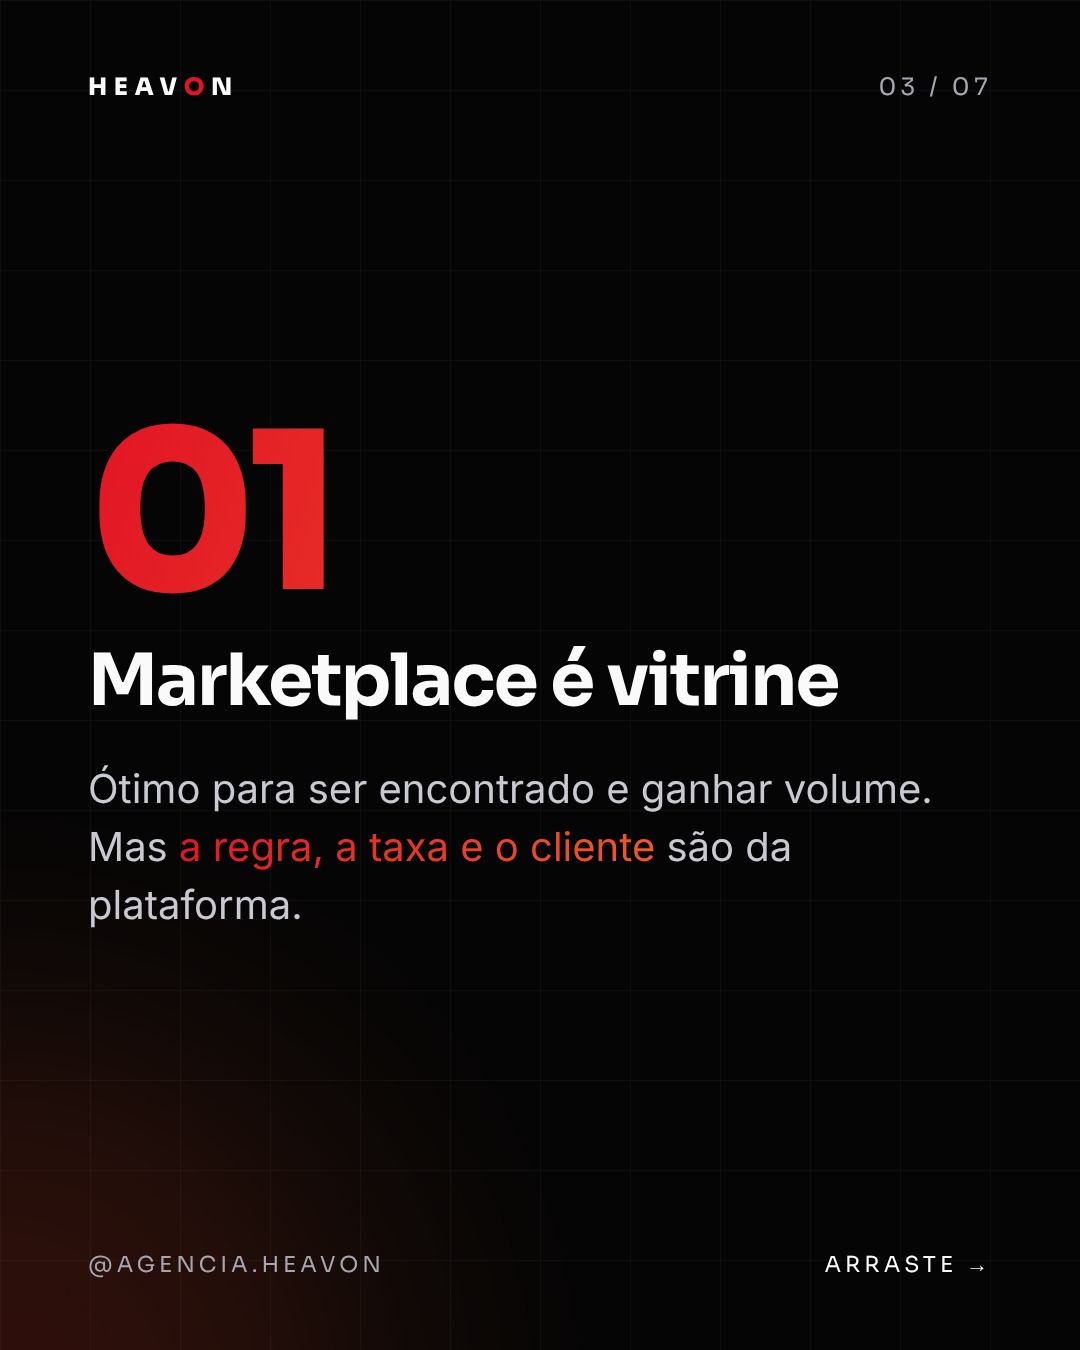 HEAVON
03 / 07
01
Marketplace é vitrine
Ótimo para ser encontrado e ganhar volume.
Mas a regra, a taxa e o cliente são da
plataforma.
@AGENCIA.HEAVON
ARRASTE →